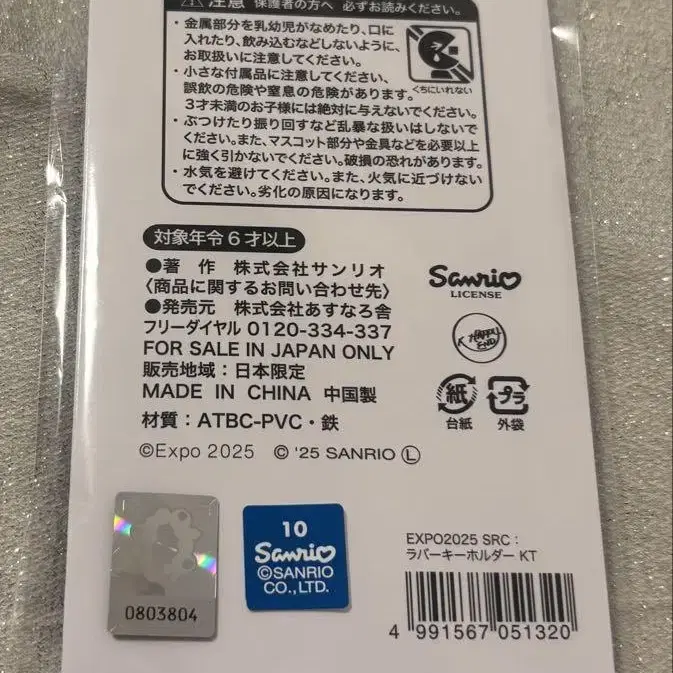 ⚠ 注意 保護者の方へ 必ずお読みください。
・金属部分を乳幼児がなめたり、口に
入れたり、飲み込むなどしないように、
お取扱いに注意してください。
・小さな付属品に注意してください。
誤飲の危険や窒息の危険があります。
3才未満のお子様には絶対に与えないでください。
・ぶつけたり振り回すなど乱暴な扱いはしないで
ください。また、マスコット部分や金具などを必要以上
に強く引かないでください。破損の恐れがあります。
・水気を避けてください。また、火気に近づけない
でください。劣化の原因になります。
くちにいれない
対象年令6才以上
●著 作 株式会社サンリオ
〈商品に関するお問い合わせ先〉
●発売元 株式会社あすなろ舎
フリーダイヤル 0120-334-337
FOR SALE IN JAPAN ONLY
販売地域:日本限定
MADE IN CHINA 中国製
材質:ATBC-PVC・鉄
©Expo 2025 © '25 SANRIO Ⓛ
Sanrio
LICENSE
HAPPY
END
紙
台紙
プラ
外袋
0803804
10
Sanrio
©SANRIO
CO.,LTD.
EXPO2025 SRC:
ラバーキーホルダー KT
4 991567 051320